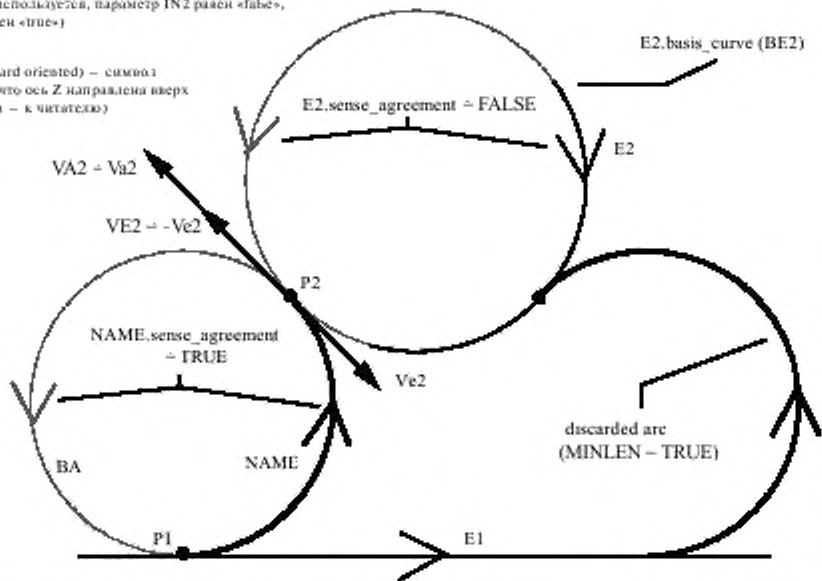 используется, параметр IN2 равен «false»,
ен «true»)
ard oriented) – символ
что ось Z направлена вверх
– к читателю)
E2.basis_curve (BE2)
E2.sense_agreement = FALSE
E2
VA2 = Va2
VE2 = -Ve2
P2
NAME.sense_agreement
= TRUE
Ve2
discarded arc
(MINLEN – TRUE)
BA
NAME
P1
E1